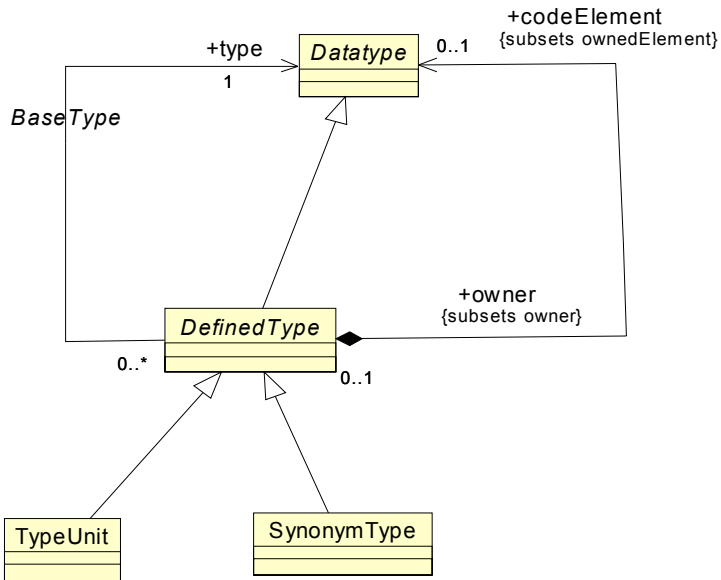 +codeElement
{subsets ownedElement}
+type
Datatype
0..1
1
BaseType
+owner
{subsets owner}
DefinedType
0..*
0..1
TypeUnit
SynonymType